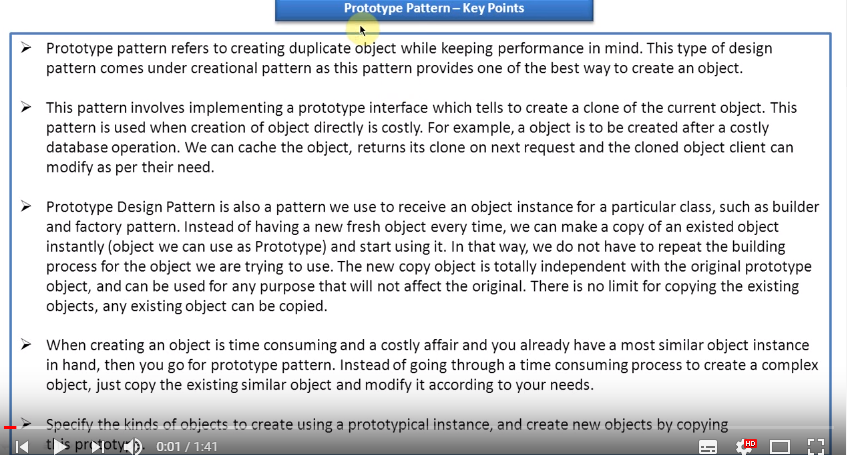 Prototype Pattern – Key Points
➢ Prototype pattern refers to creating duplicate object while keeping performance in mind. This type of design
pattern comes under creational pattern as this pattern provides one of the best way to create an object.
➢ This pattern involves implementing a prototype interface which tells to create a clone of the current object. This
pattern is used when creation of object directly is costly. For example, a object is to be created after a costly
database operation. We can cache the object, returns its clone on next request and the cloned object client can
modify as per their need.
➢ Prototype Design Pattern is also a pattern we use to receive an object instance for a particular class, such as builder
and factory pattern. Instead of having a new fresh object every time, we can make a copy of an existed object
instantly (object we can use as Prototype) and start using it. In that way, we do not have to repeat the building
process for the object we are trying to use. The new copy object is totally independent with the original prototype
object, and can be used for any purpose that will not affect the original. There is no limit for copying the existing
objects, any existing object can be copied.
➢ When creating an object is time consuming and a costly affair and you already have a most similar object instance
in hand, then you go for prototype pattern. Instead of going through a time consuming process to create a complex
object, just copy the existing similar object and modify it according to your needs.
➢ Specify the kinds of objects to create using a prototypical instance, and create new objects by copying
this prototype.
0:01 / 1:41
HD